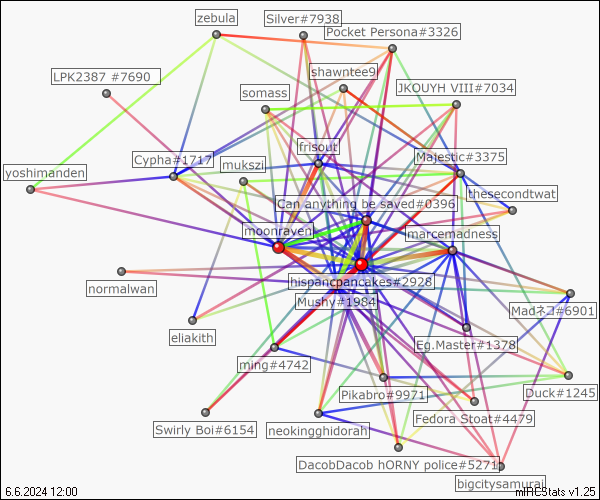 zebula
Silver#7938
Pocket Persona#3326
LPK2387 #7690
shawntee9
somass
JKOUYH VIII#7034
frisout
Cypha#1717
mukszi
Majestic#3375
yoshimanden
thesecondtwat
Can anything be saved#0396
moonraven
marcemadness
normalwan
hispancpancakes#2928
Mushy#1984
Madネコ#6901
eliakith
Eg.Master#1378
ming#4742
Pikabro#9971
Duck#1245
Fedora Stoat#4479
Swirly Boi#6154
neokingghidorah
DacobDacob hORNY police#5271
bigcitysamurai
6.6.2024 12:00
mIRCStats v1.25